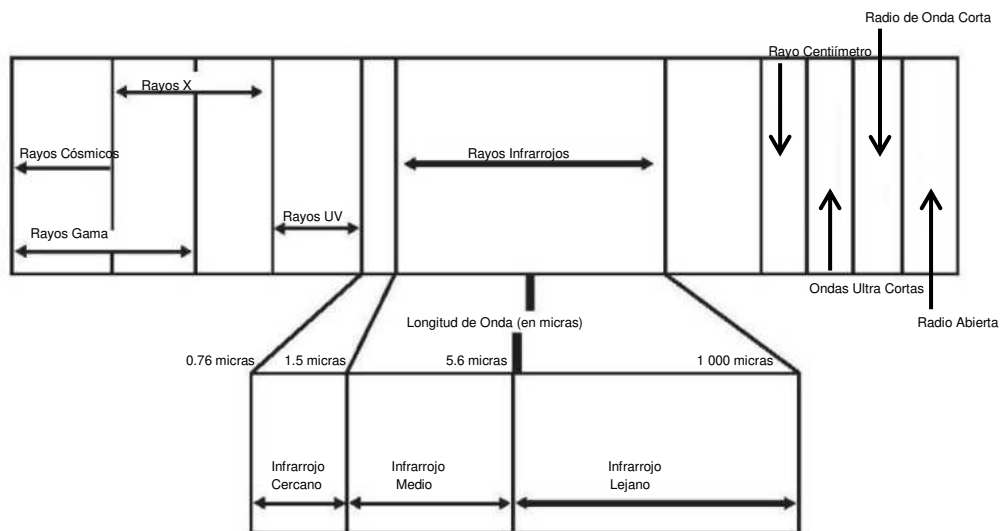 Radio de Onda Corta
Rayo Centiímetro
Rayos X
Rayos Cósmicos
Rayos Infrarrojos
Rayos UV
Rayos Gama
Ondas Ultra Cortas
Radio Abierta
Longitud de Onda (en micras)
0.76 micras
1.5 micras
5.6 micras
1 000 micras
Infrarrojo
Cercano
Infrarrojo
Medio
Infrarrojo
Lejano